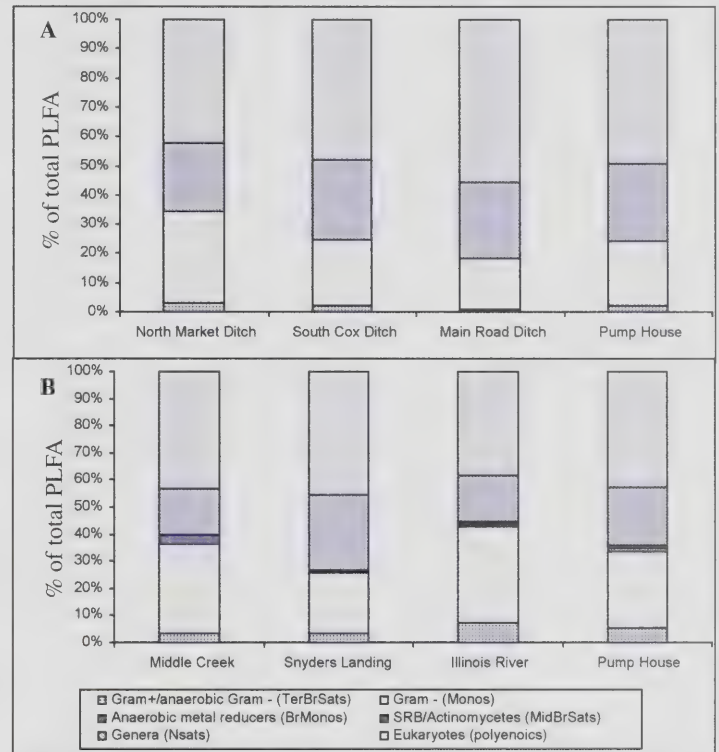 A
% of total PLFA
100%
90%
80%
70%
60%
50%
40%
30%
20%
10%
0%
North Market Ditch South Cox Ditch Main Road Ditch Pump House
B
% of total PLFA
100%
90%
80%
70%
60%
50%
40%
30%
20%
10%
0%
Middle Creek Snyders Landing Illinois River Pump House
Gram+/anaerobic Gram - (TerBrSats) Gram - (Monos)
Anaerobic metal reducers (BrMonos) SRB/Actinomycetes (MidBrSats)
Genera (Nsats) Eukaryotes (polyenoics)